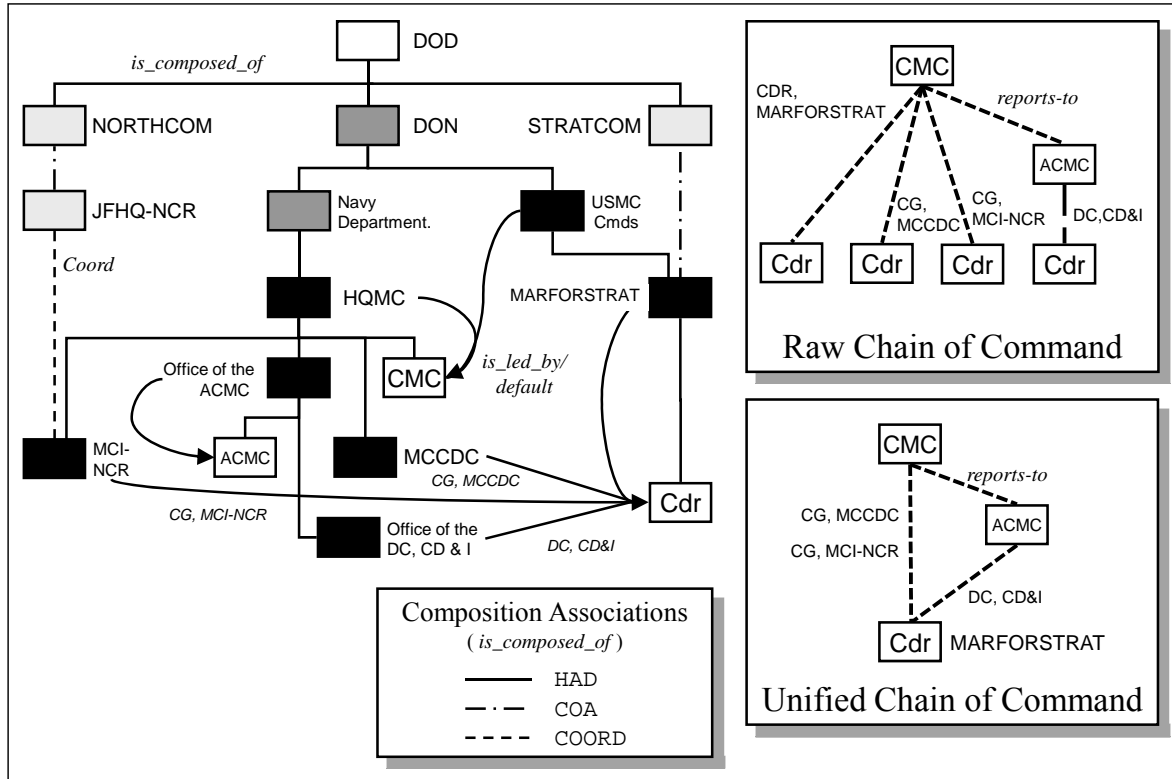 DOD
is_composed_of
NORTHCOM
DON
STRATCOM
JFHQ-NCR
Navy
Department.
USMC
Cmds
Coord
HQMC
MARFORSTRAT
Office of the
ACMC
CMC
is_led_by/
default
MCI-
NCR
ACMC
MCCDC
CG, MCCDC
CG, MCI-NCR
Cdr
Office of the
DC, CD & I
DC, CD&I
Composition Associations
( is_composed_of )
HAD
COA
COORD
CMC
CDR,
MARFORSTRAT
reports-to
ACMC
CG,
MCCDC
CG,
MCI-NCR
DC,CD&I
Cdr
Cdr
Cdr
Cdr
Raw Chain of Command
CMC
reports-to
CG, MCCDC
CG, MCI-NCR
ACMC
DC, CD&I
Cdr
MARFORSTRAT
Unified Chain of Command